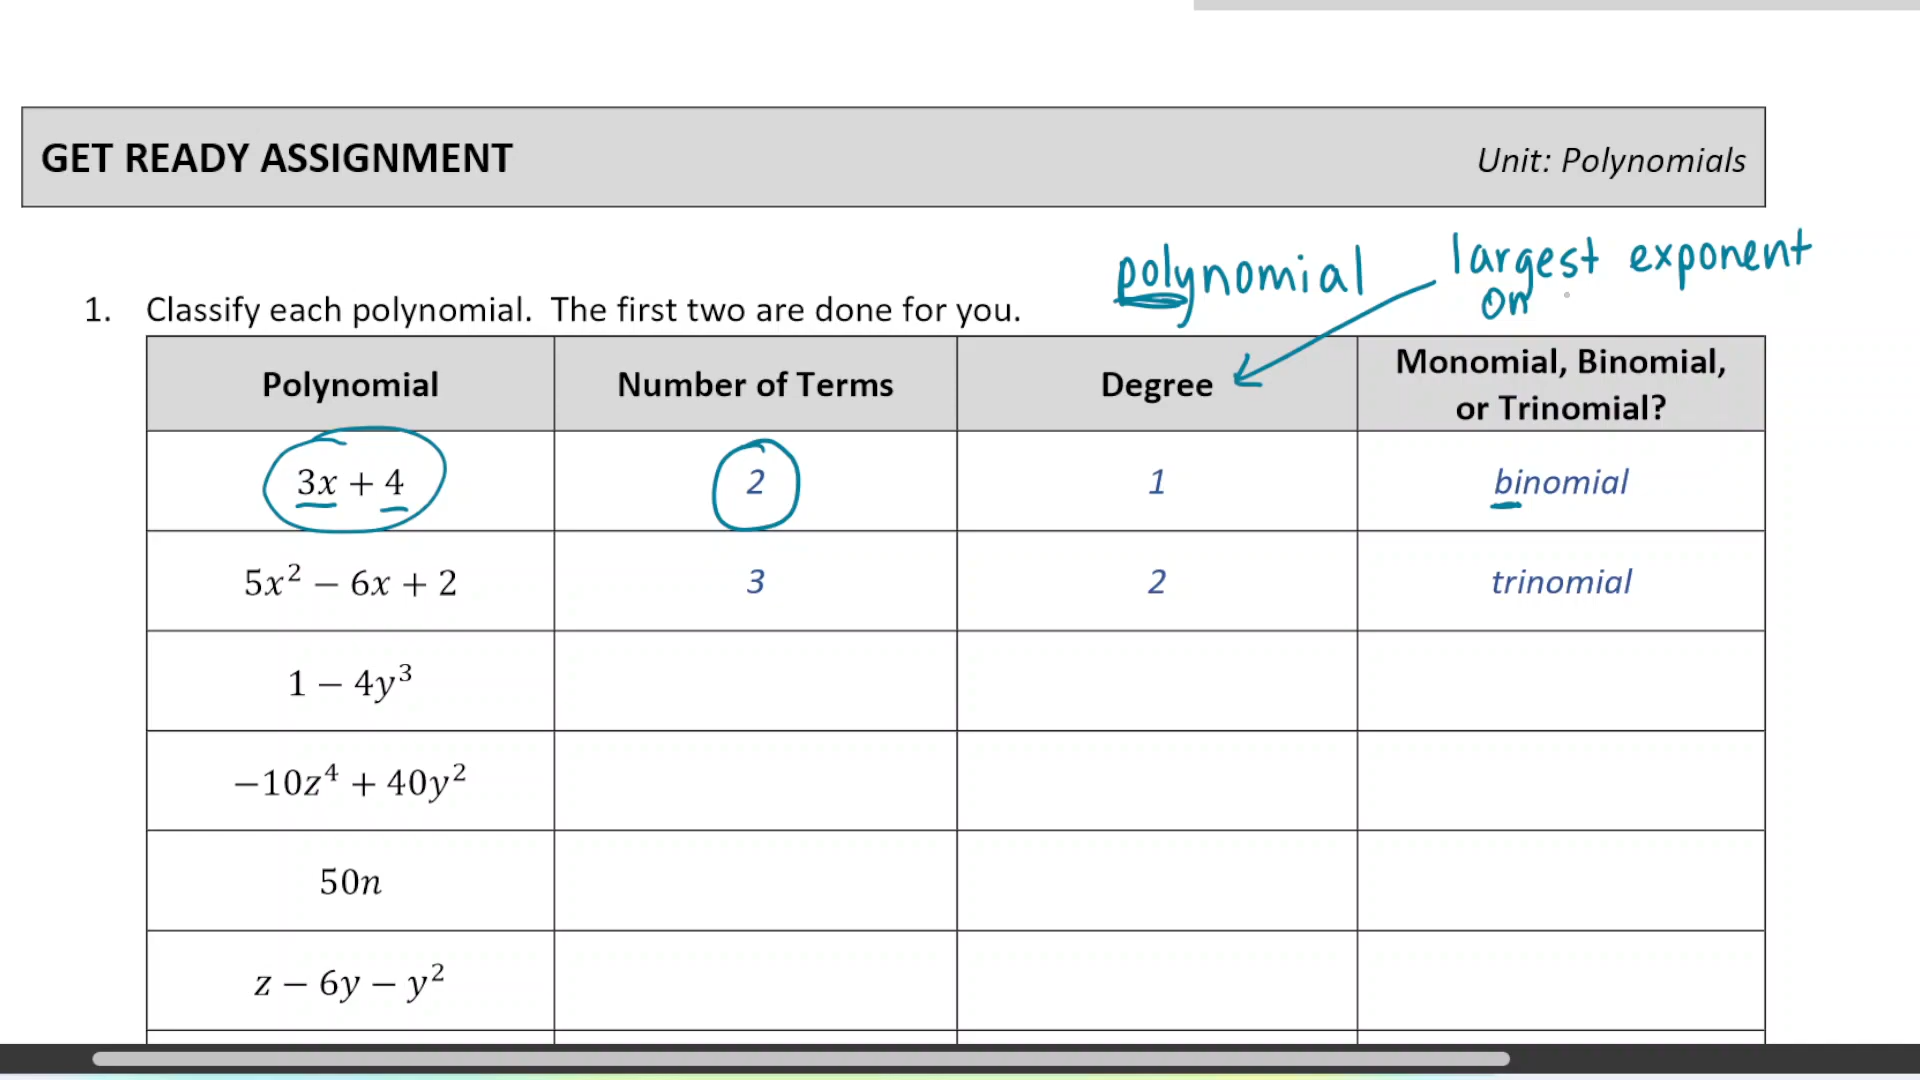 GET READY ASSIGNMENT
Unit: Polynomials
polynomial
largest exponent
on
1. Classify each polynomial. The first two are done for you.
Polynomial Number of Terms Degree Monomial, Binomial, or Trinomial?
3x + 4 2 1 binomial
5x² − 6x + 2 3 2 trinomial
1 − 4y³
−10z⁴ + 40y²
50n
z − 6y − y²